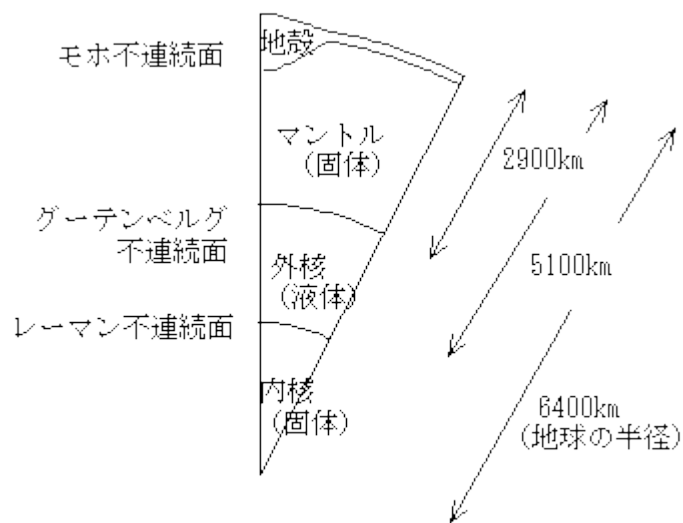 地殻
モホ不連続面
マントル
（固体）
2900km
グーテンベルグ
不連続面
外核
（液体）
5100km
レーマン不連続面
内核
（固体）
6400km
（地球の半径）